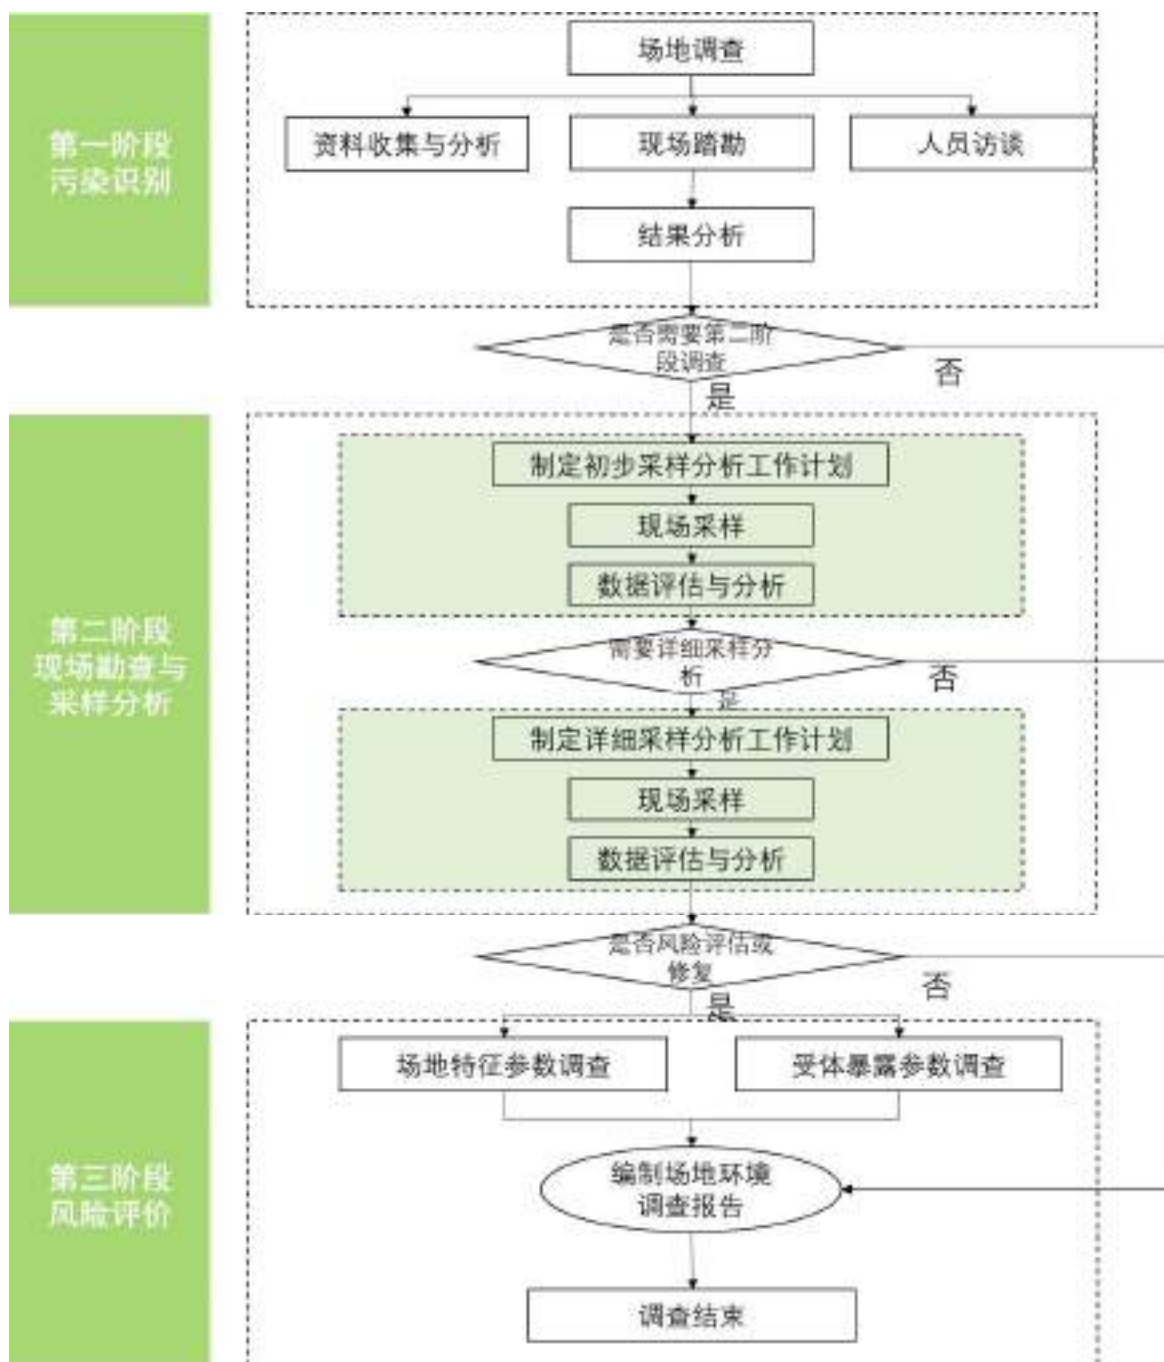 第一阶段
污染识别
场地调查
资料收集与分析
现场踏勘
人员访谈
结果分析
是否需要第二阶
段调查
否
是
第二阶段
现场勘查与
采样分析
制定初步采样分析工作计划
现场采样
数据评估与分析
需要详细采样分
析
否
是
制定详细采样分析工作计划
现场采样
数据评估与分析
是否风险评估或
修复
否
是
第三阶段
风险评价
场地特征参数调查
受体暴露参数调查
编制场地环境
调查报告
调查结束